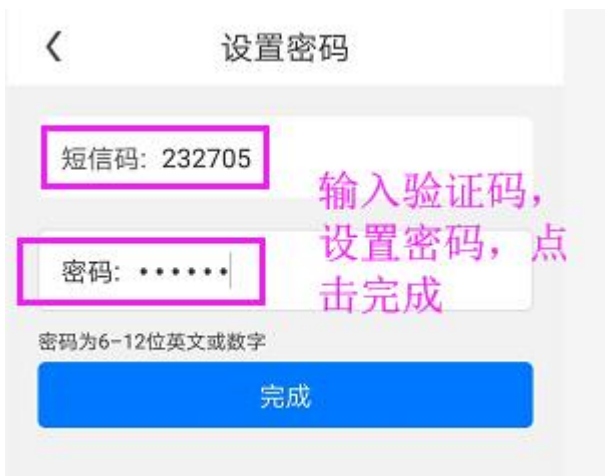 设置密码
短信码: 232705
输入验证码，
设置密码，点
击完成
密码: ••••••
密码为6-12位英文或数字
完成